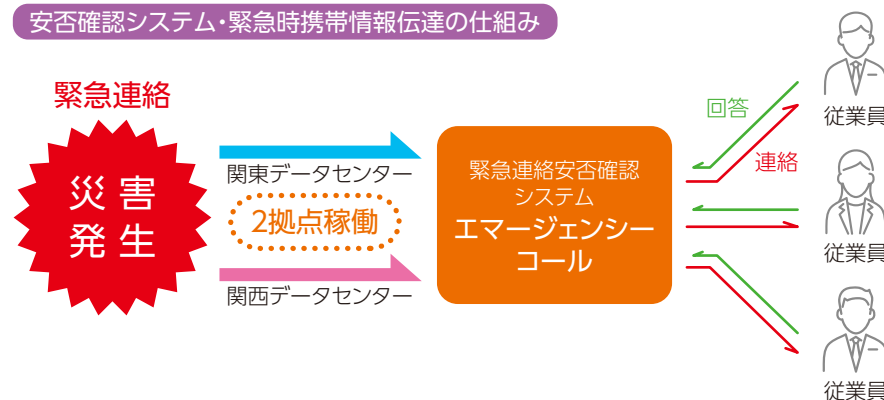 安否確認システム・緊急時携帯情報伝達の仕組み
緊急連絡
災害
発生
関東データセンター
2拠点稼働
関西データセンター
緊急連絡安否確認
システム
エマージェンシー
コール
回答
連絡
従業員
従業員
従業員